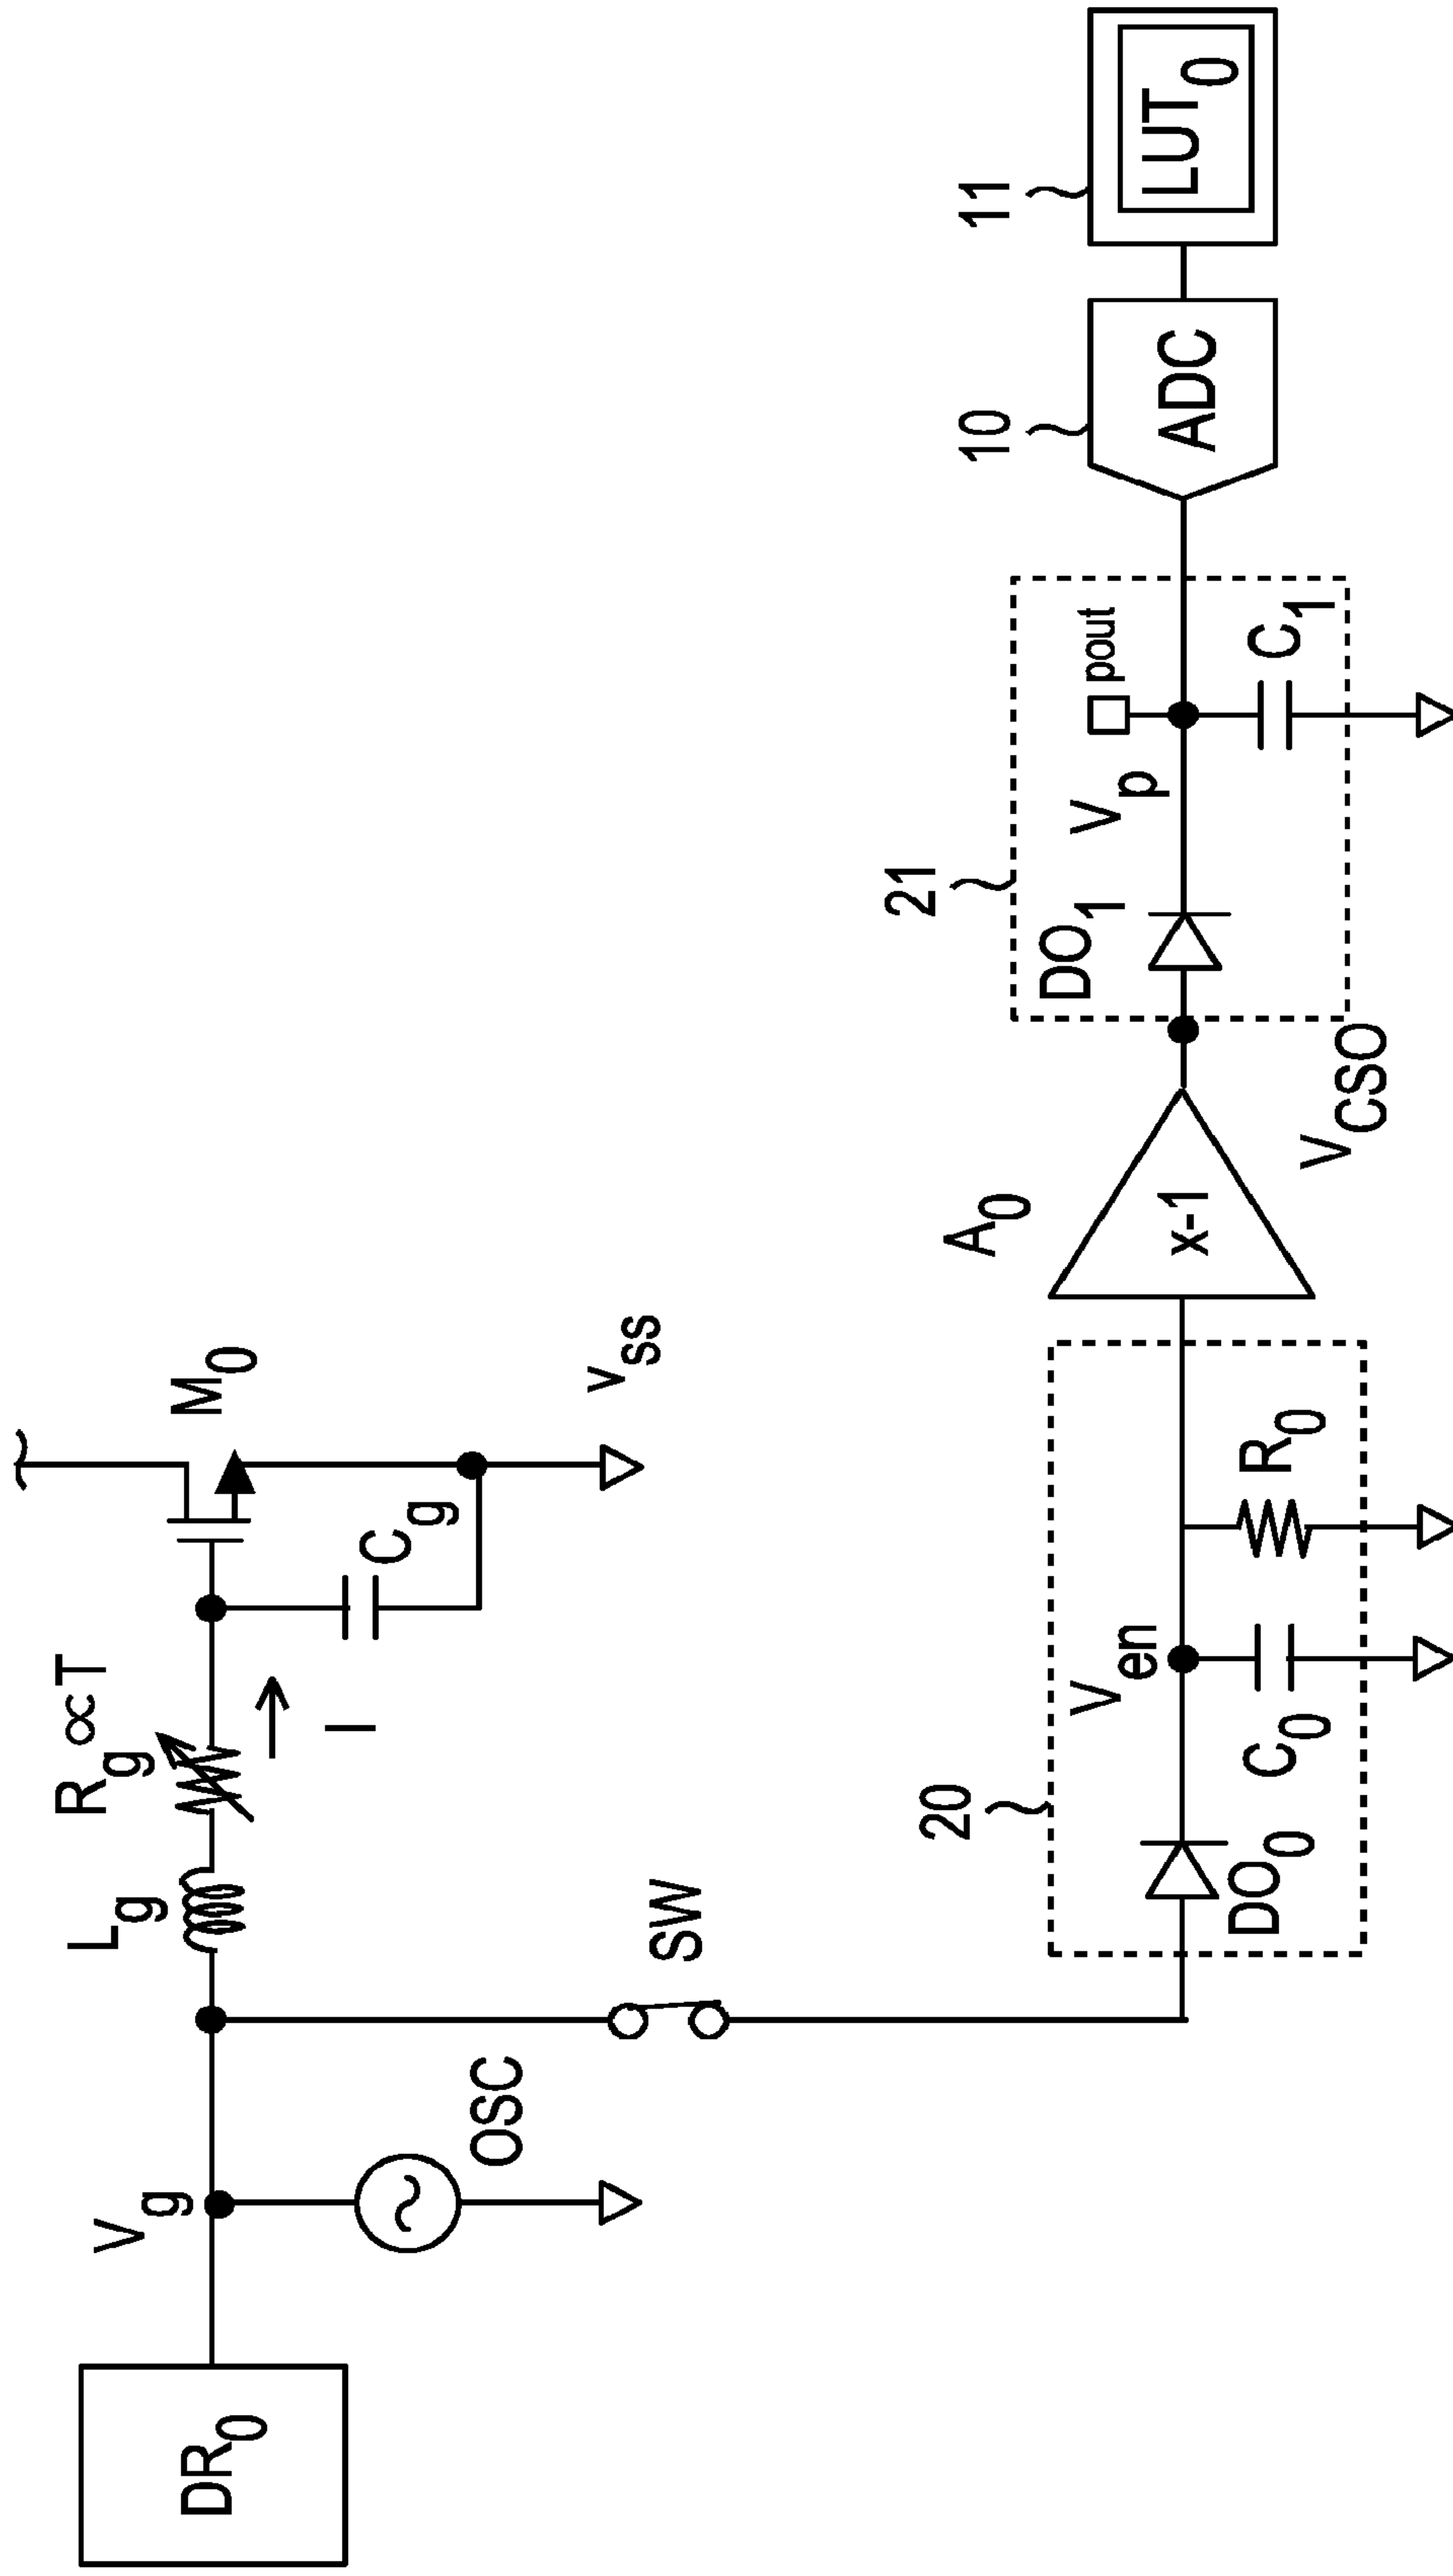 DR0
Vg
OSC
Lg
Rg ∝T
I
Cg
M0
vss
SW
20
DO0
Ven
C0
R0
A0
x-1
VCSO
21
DO1
Vp
pout
C1
10
ADC
11
LUT0